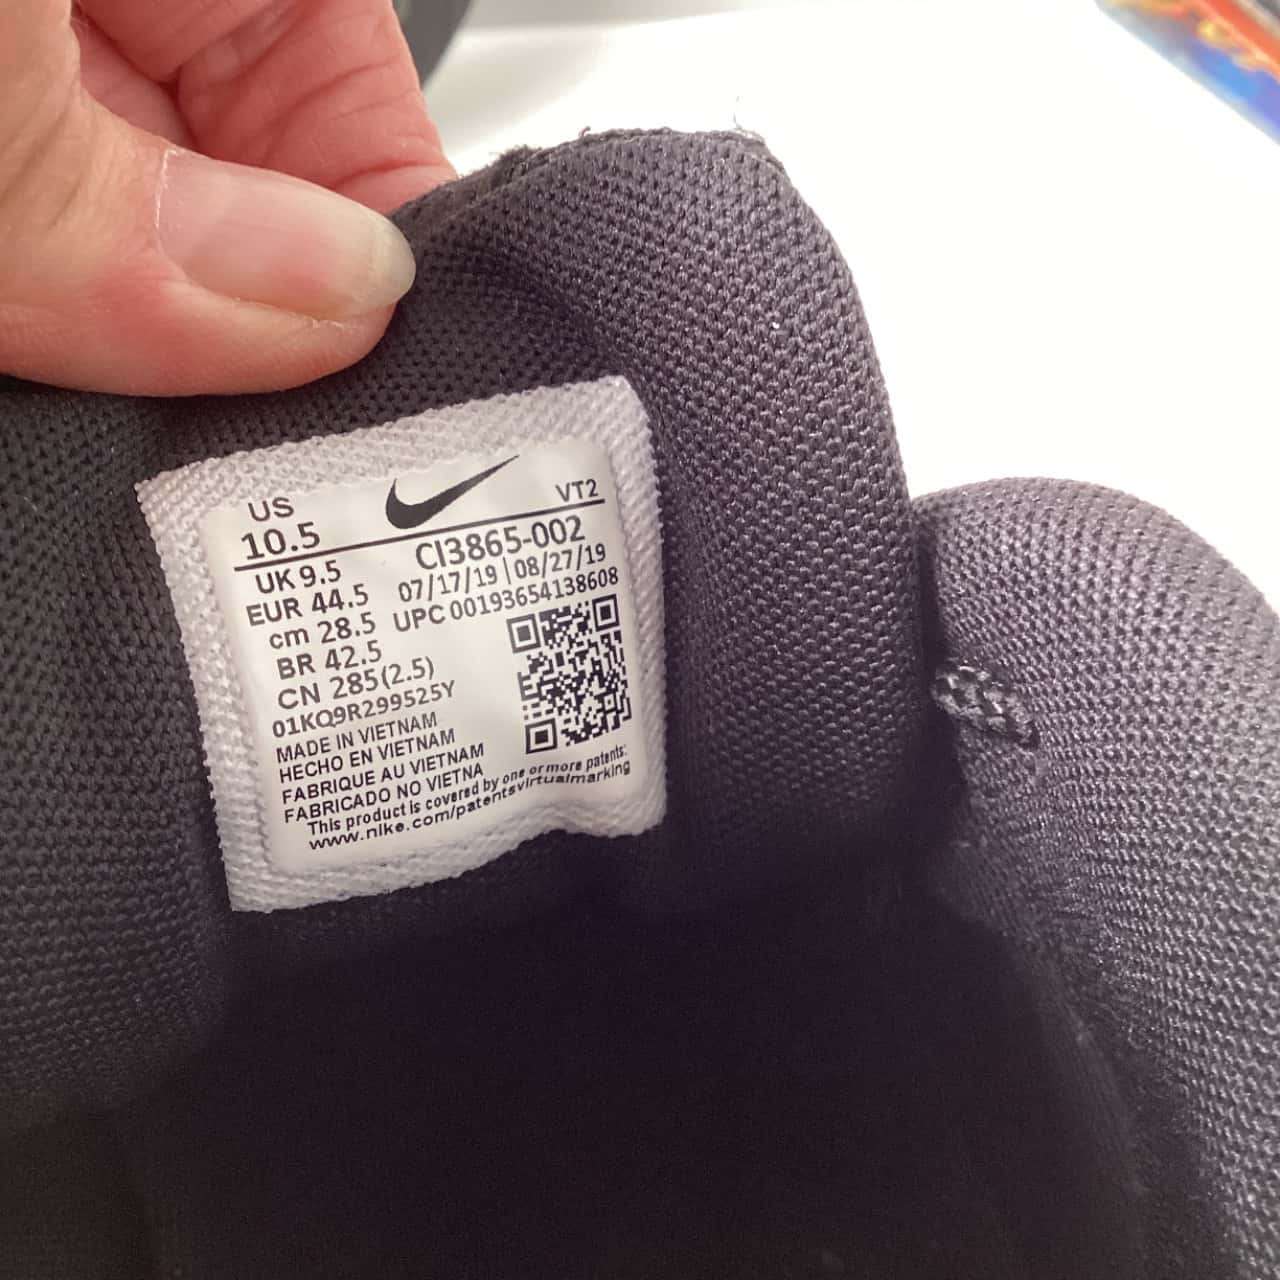 US
10.5
VT2
UK 9.5
EUR 44.5
cm 28.5
BR 42.5
CN 285(2.5)
01KQ9R299525Y
CI3865-002
07/17/19 | 08/27/19
UPC 00193654138608
MADE IN VIETNAM
HECHO EN VIETNAM
FABRIQUE AU VIETNAM
FABRICADO NO VIETNA
This product is covered by one or more patents:
www.nike.com/patentsvirtualmarking